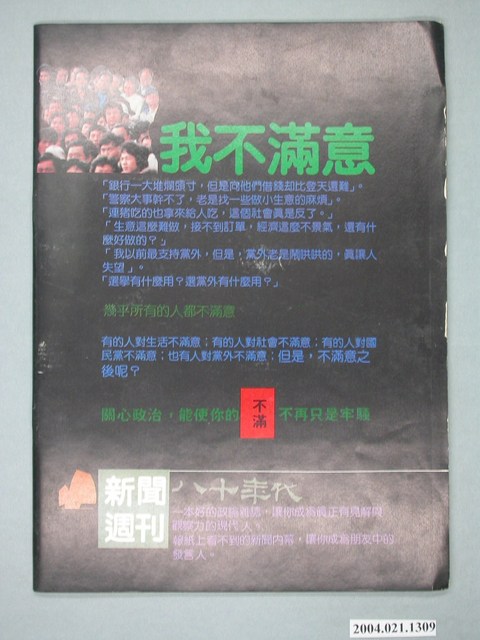 我不滿意
「銀行一大堆爛頭寸，但是向他們借錢却比登天還難」。
「警察大事幹不了，老是找一些做小生意的麻煩。」
「連豬吃的也拿來給人吃，這個社會真是反了。」
「生意這麼難做，接不到訂單，經濟這麼不景氣，還有什
麼好做的？」
「我以前最支持黨外，但是，黨外老是鬧哄哄的，真讓人
失望」。
「選舉有什麼用？選黨外有什麼用？」
幾乎所有的人都不滿意
有的人對生活不滿意；有的人對社會不滿意；有的人對國
民黨不滿意；也有人對黨外不滿意；但是，不滿意之
後呢？
關心政治，能使你的 不滿 不再只是牢騷
新聞週刊 八十年代
一本好的政論雜誌，讓你成為真正有見解與
觀察力的現代人。
報紙上看不到的新聞內幕，讓你成為朋友中的
發言人。
2004.021.1309